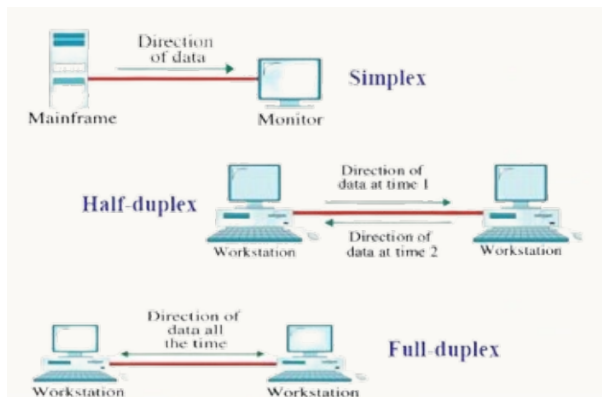 Direction
of data
Simplex
Mainframe
Monitor
Direction of
data at time 1
Half-duplex
Direction of
data at time 2
Workstation
Workstation
Direction of
data all
the time
Full-duplex
Workstation
Workstation